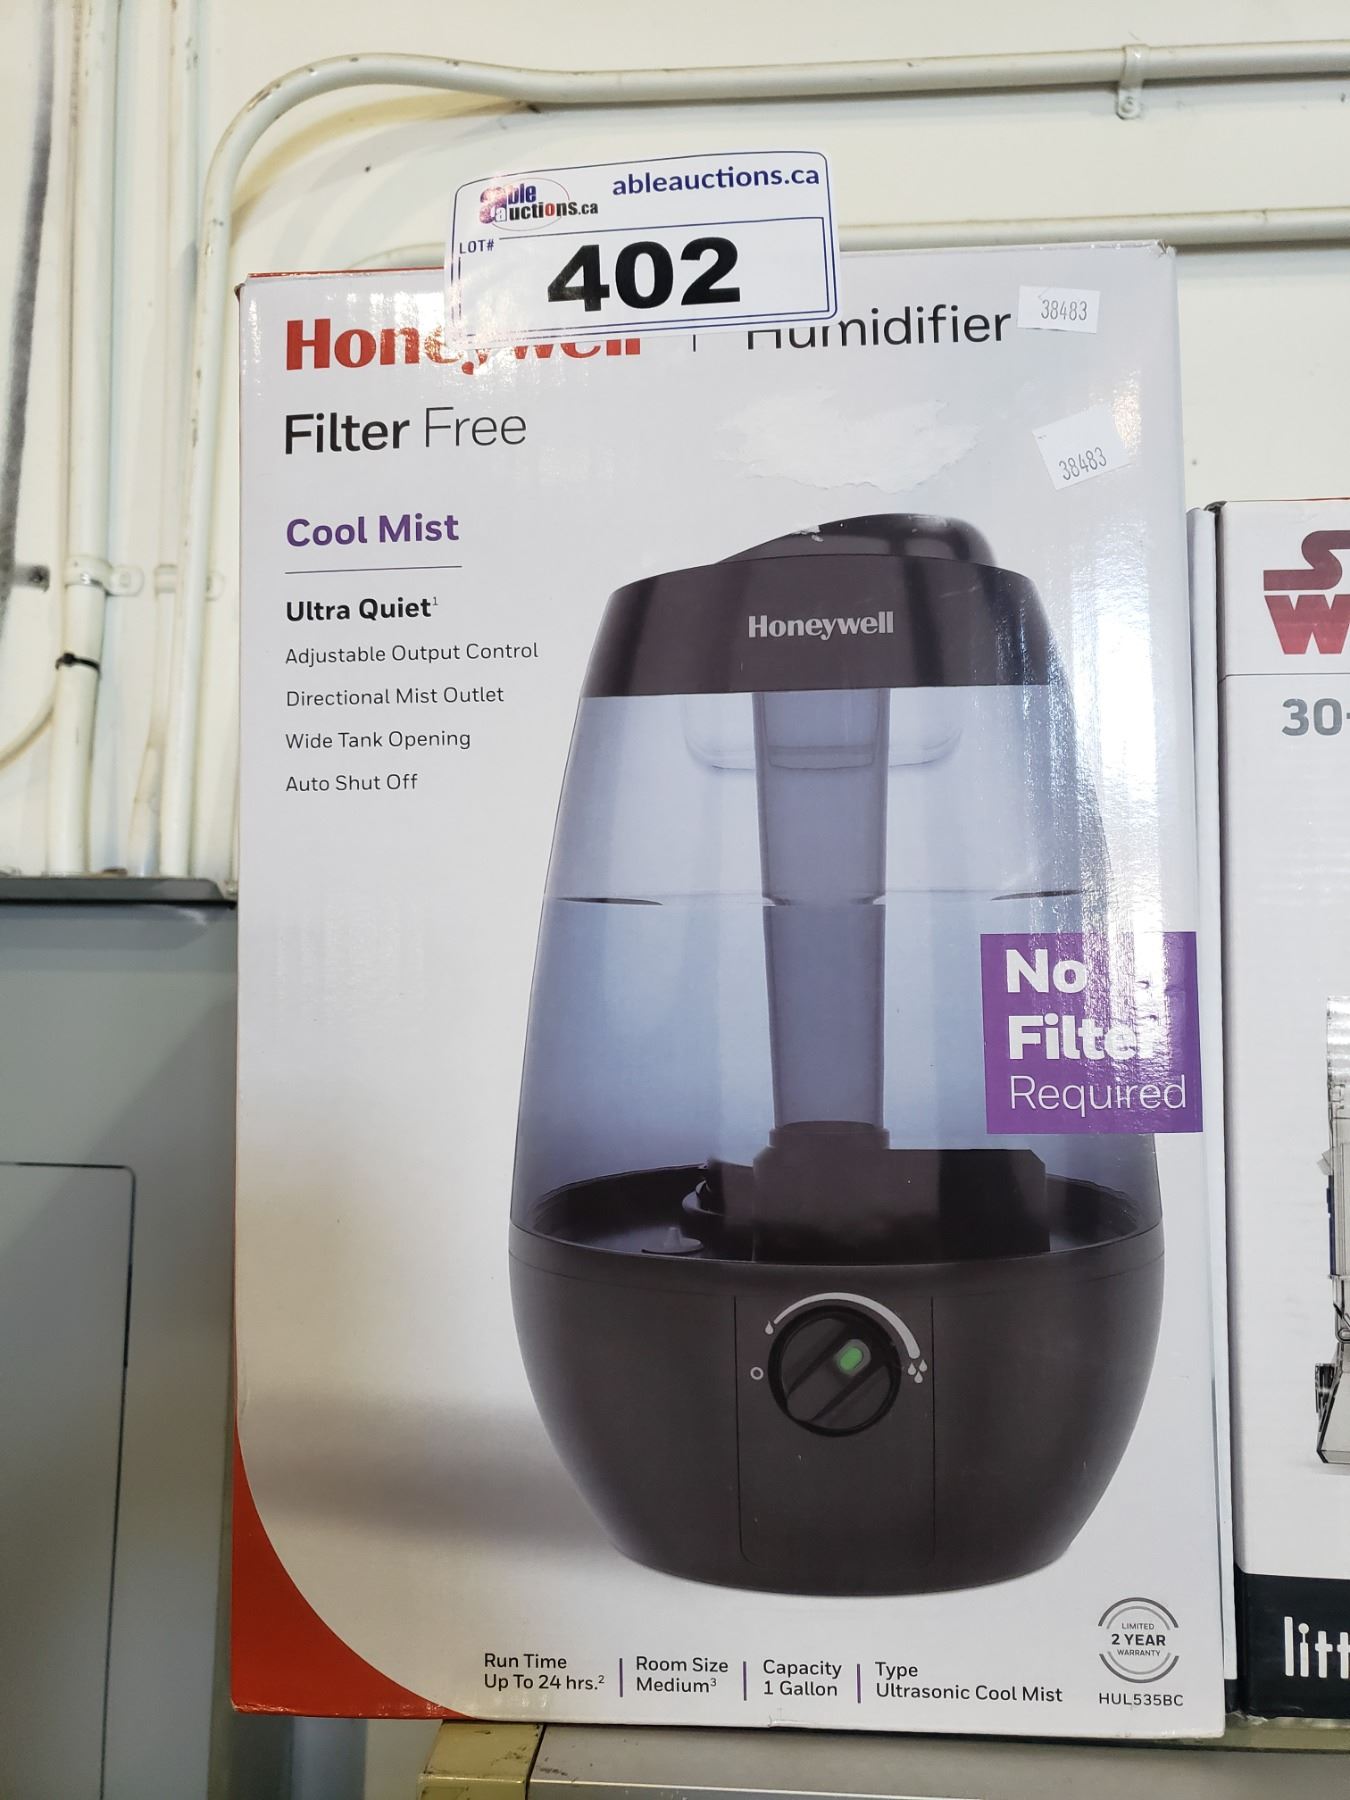 able
auctions.ca
ableauctions.ca
LOT#
402
Honeywell | Humidifier
38483
Filter Free
38483
Cool Mist
Ultra Quiet¹
Adjustable Output Control
Directional Mist Outlet
Wide Tank Opening
Auto Shut Off
Honeywell
No
Filter
Required
Run Time
Up To 24 hrs.²
Room Size
Medium³
Capacity
1 Gallon
Type
Ultrasonic Cool Mist
LIMITED
2 YEAR
WARRANTY
HUL535BC
30-
litt